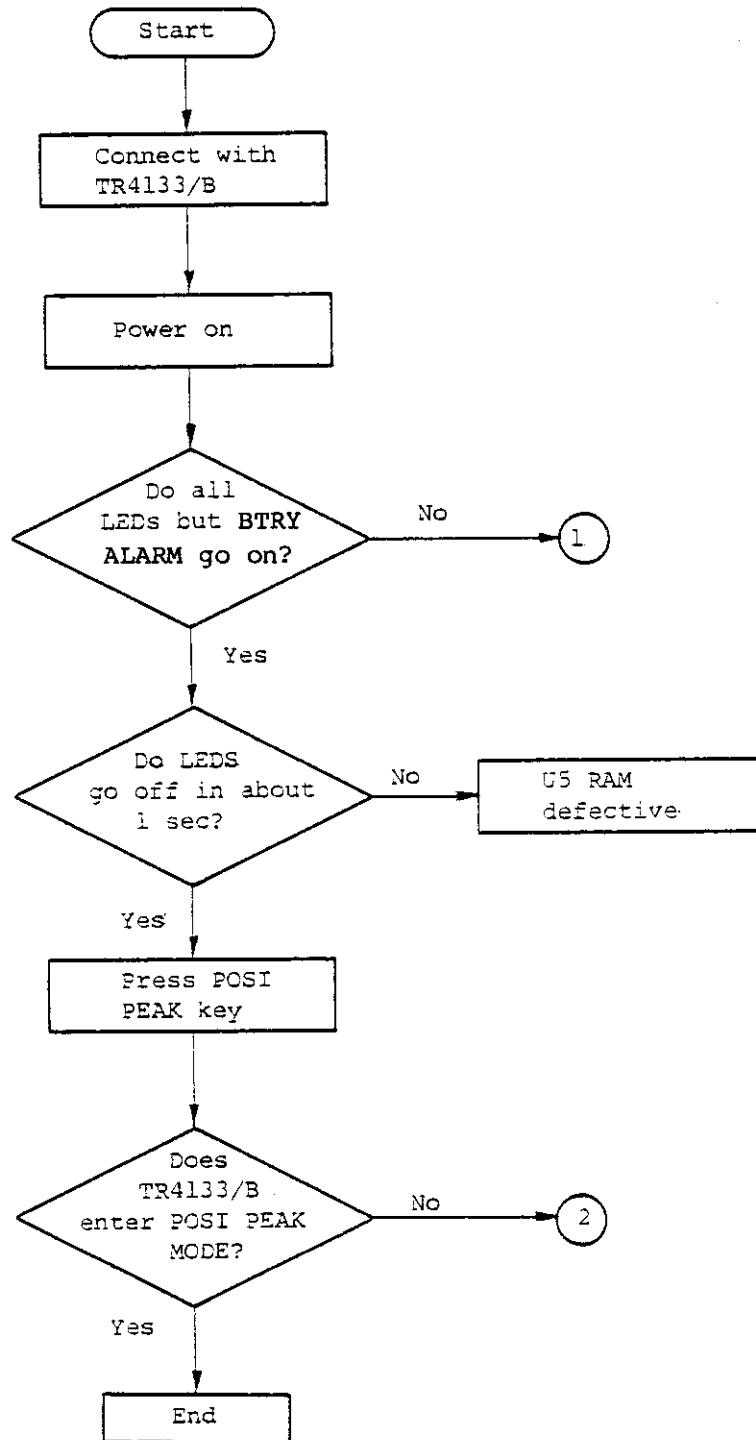 Start
Connect with
TR4133/B
Power on
Do all
LEDs but BTRY
ALARM go on?
No
1
Yes
Do LEDS
go off in about
1 sec?
No
U5 RAM
defective
Yes
Press POSI
PEAK key
Does
TR4133/B
enter POSI PEAK
MODE?
No
2
Yes
End